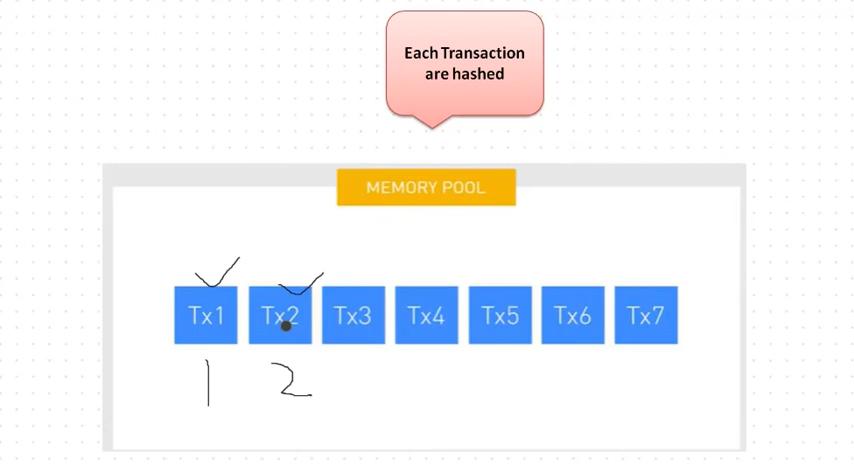 Each Transaction
are hashed
MEMORY POOL
Tx1 Tx2 Tx3 Tx4 Tx5 Tx6 Tx7
1 2